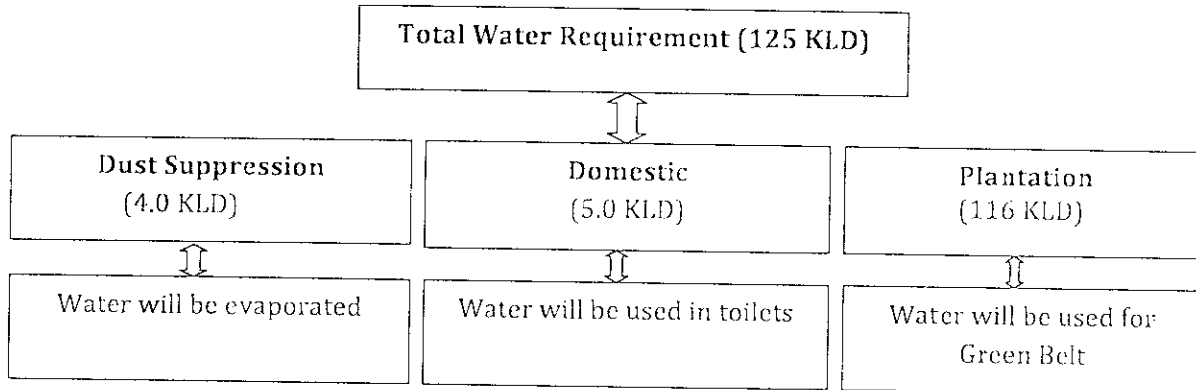 Total Water Requirement (125 KLD)
Dust Suppression
(4.0 KLD)
Domestic
(5.0 KLD)
Plantation
(116 KLD)
Water will be evaporated
Water will be used in toilets
Water will be used for
Green Belt